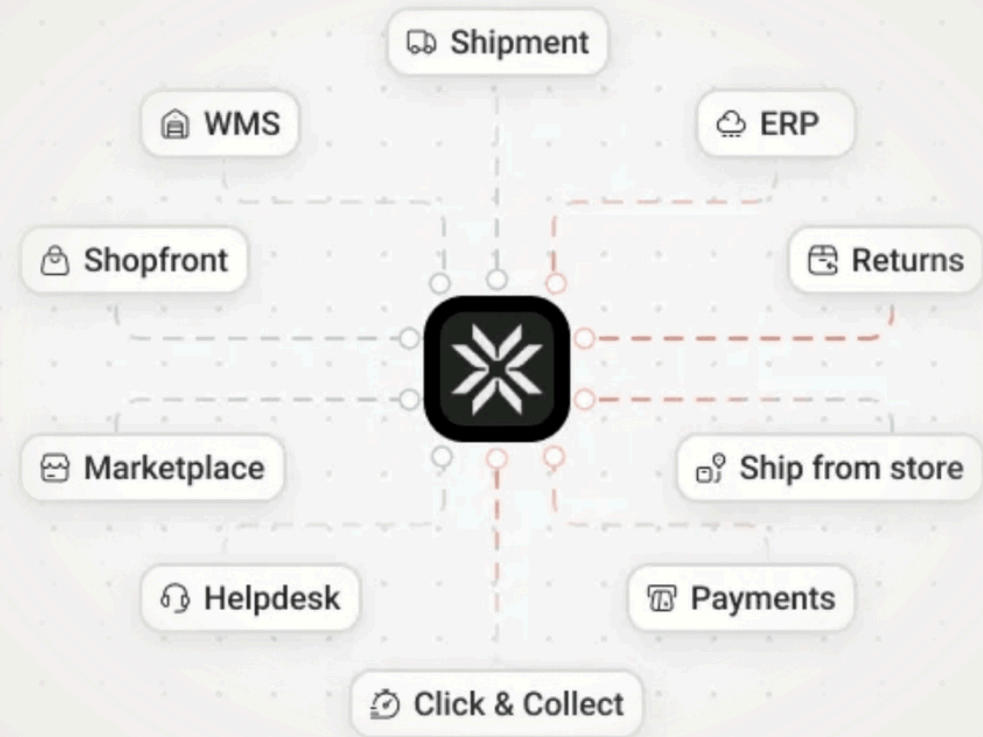 Shipment
WMS
ERP
Shopfront
Returns
Marketplace
Ship from store
Helpdesk
Payments
Click & Collect